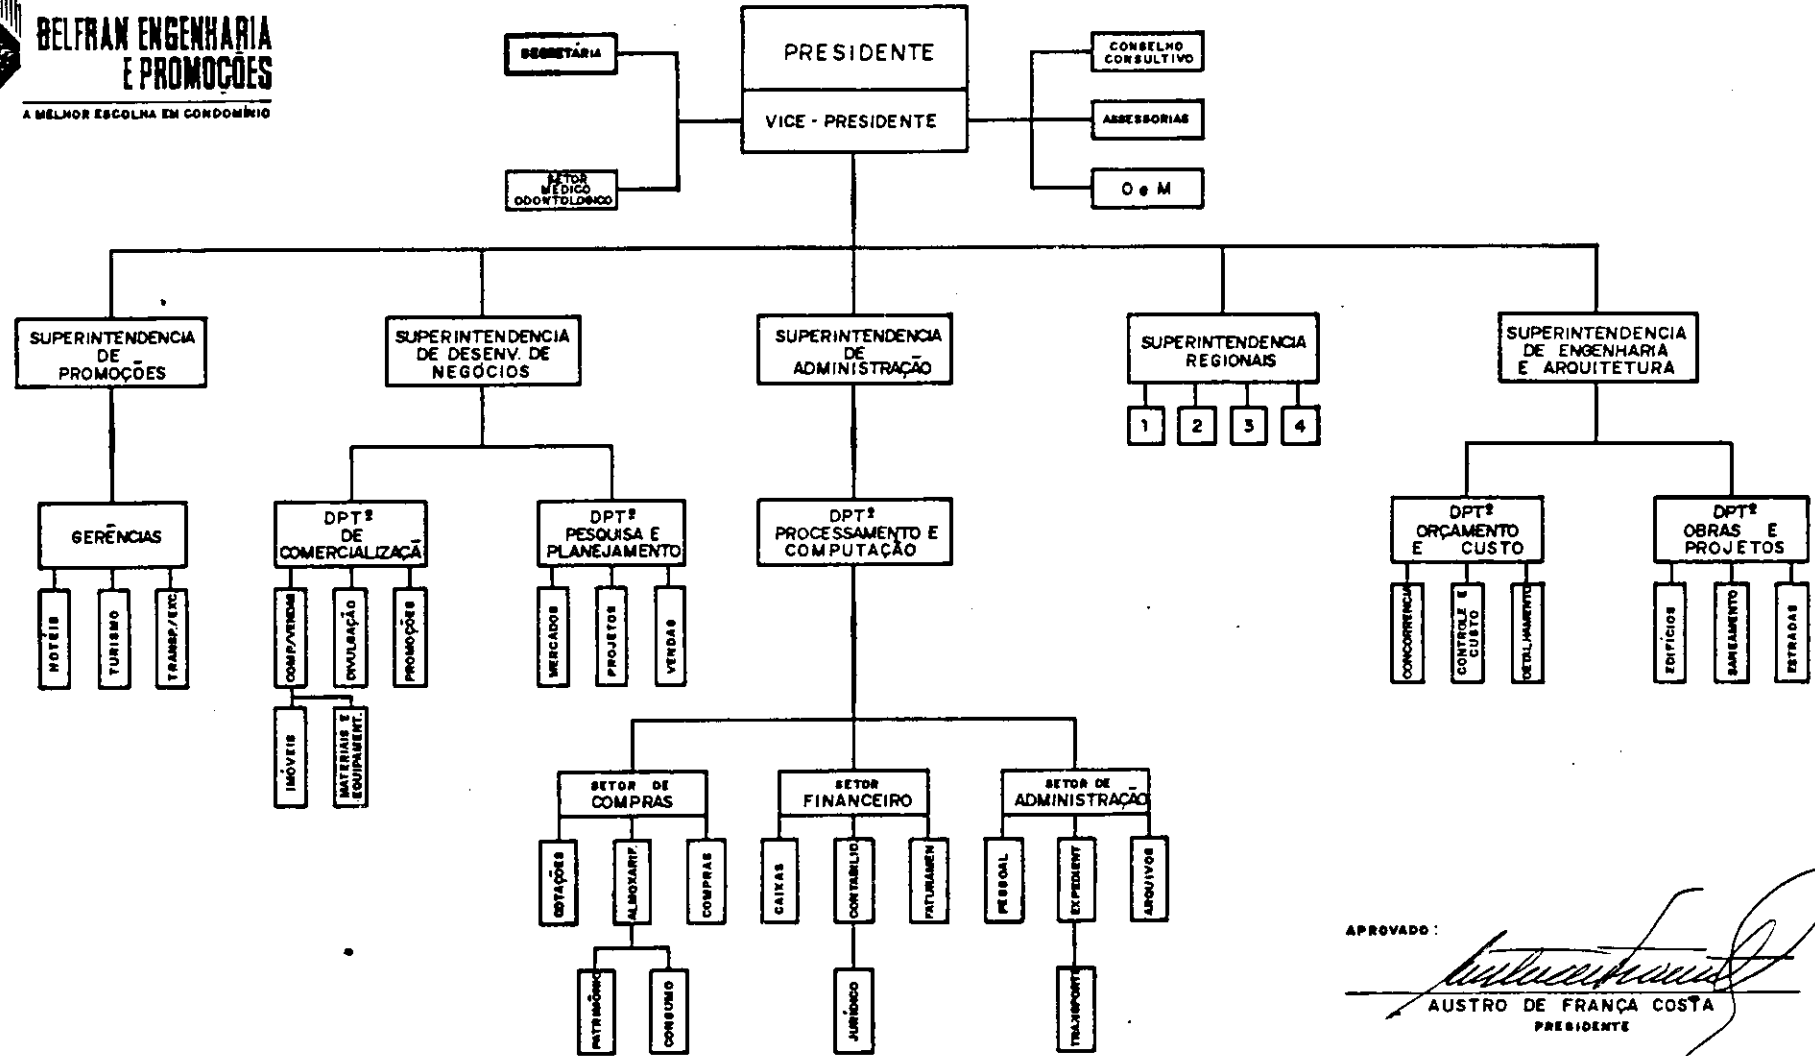 BELFRAN ENGENHARIA
E PROMOÇÕES
A MELHOR ESCOLHA EM CONDOMÍNIO
SECRETÁRIA
PRESIDENTE
VICE - PRESIDENTE
CONSELHO
CONSULTIVO
ASSESSORIAS
SETOR
MÉDICO
ODONTOLOGICO
O e M
SUPERINTENDENCIA
DE
PROMOÇÕES
SUPERINTENDENCIA
DE DESENV. DE
NEGÓCIOS
SUPERINTENDENCIA
DE
ADMINISTRAÇÃO
SUPERINTENDENCIA
REGIONAIS
SUPERINTENDENCIA
DE ENGENHARIA
E ARQUITETURA
1
2
3
4
GERÊNCIAS
DPTº
DE
COMERCIALIZAÇÃ
DPTº
PESQUISA E
PLANEJAMENTO
DPTº
PROCESSAMENTO E
COMPUTAÇÃO
DPTº
ORÇAMENTO
E CUSTO
DPTº
OBRAS E
PROJETOS
HOTÉIS
TURISMO
TRANSP./EXC.
COMP/VENDAS
DIVULGAÇÃO
PROMOÇÕES
MERCADOS
PROJETOS
VENDAS
CONCORRENCIA
CONTROLE E
CUSTO
DETALHAMENTO
EDIFÍCIOS
SANEAMENTO
ESTRADAS
IMÓVEIS
MATERIAIS E
EQUIPAMENT.
SETOR DE
COMPRAS
SETOR
FINANCEIRO
SETOR DE
ADMINISTRAÇÃO
COTAÇÕES
ALMOXARIF.
COMPRAS
CAIXAS
CONTABILID
FATURAMEN
PESSOAL
EXPEDIENT
ARQUIVOS
PATRIMÔNIO
CONSUMO
JURÍDICO
TRANSPORTE
APROVADO :
AUSTRO DE FRANÇA COSTA
PRESIDENTE